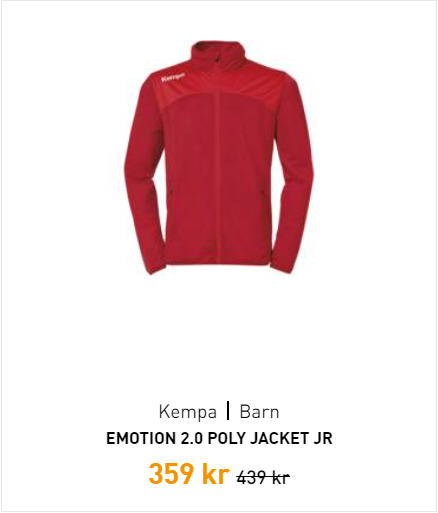 Kempa
Kempa | Barn
EMOTION 2.0 POLY JACKET JR
359 kr 439 kr